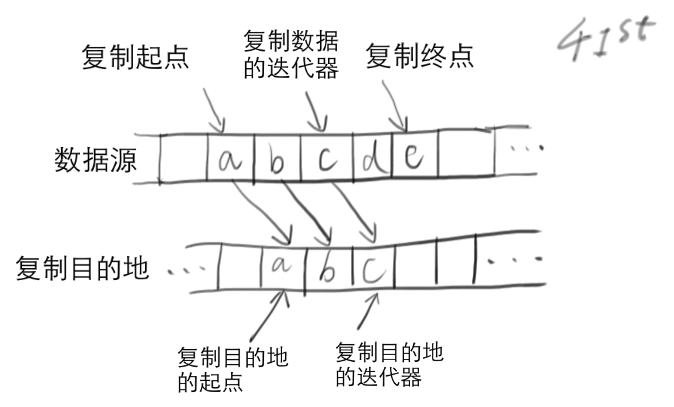 41st
复制起点
复制数据
的迭代器
复制终点
数据源 a b c d e ...
复制目的地 ... a b c ...
复制目的地
的起点
复制目的地
的迭代器